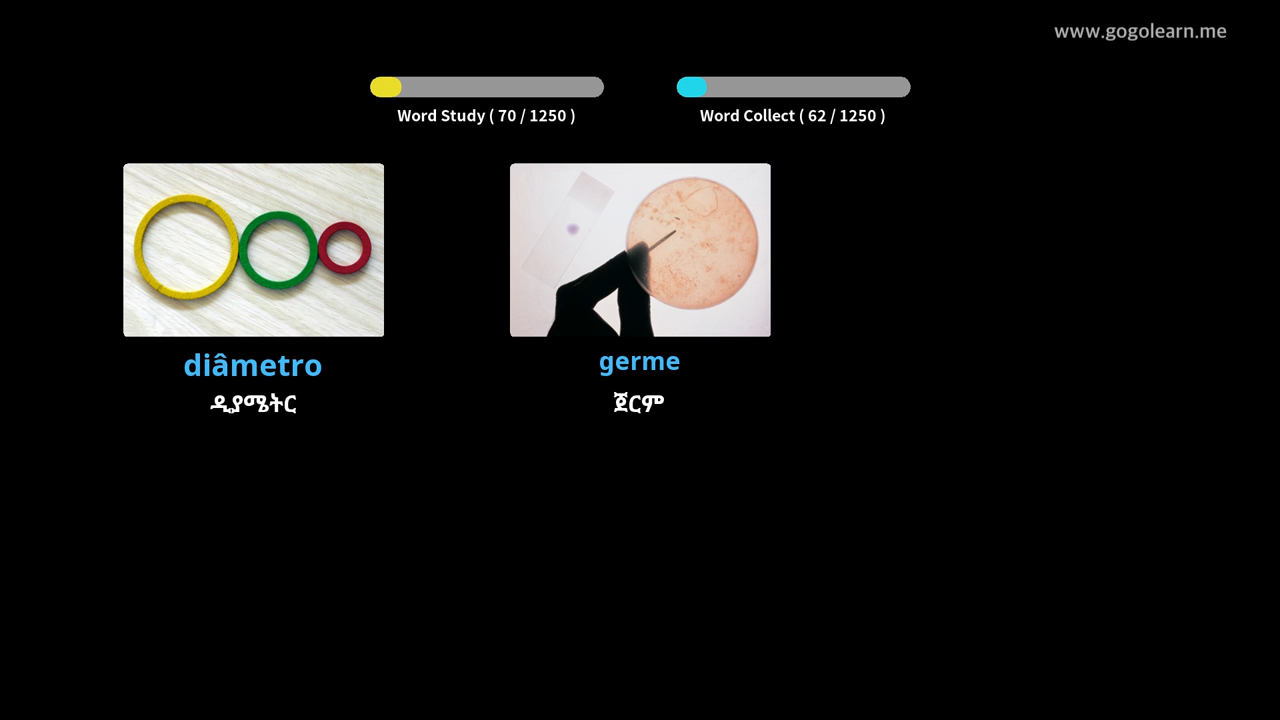 www.gogolearn.me
Word Study ( 70 / 1250 )
Word Collect ( 62 / 1250 )
diâmetro
ዲያሜትር
germe
ጀርም